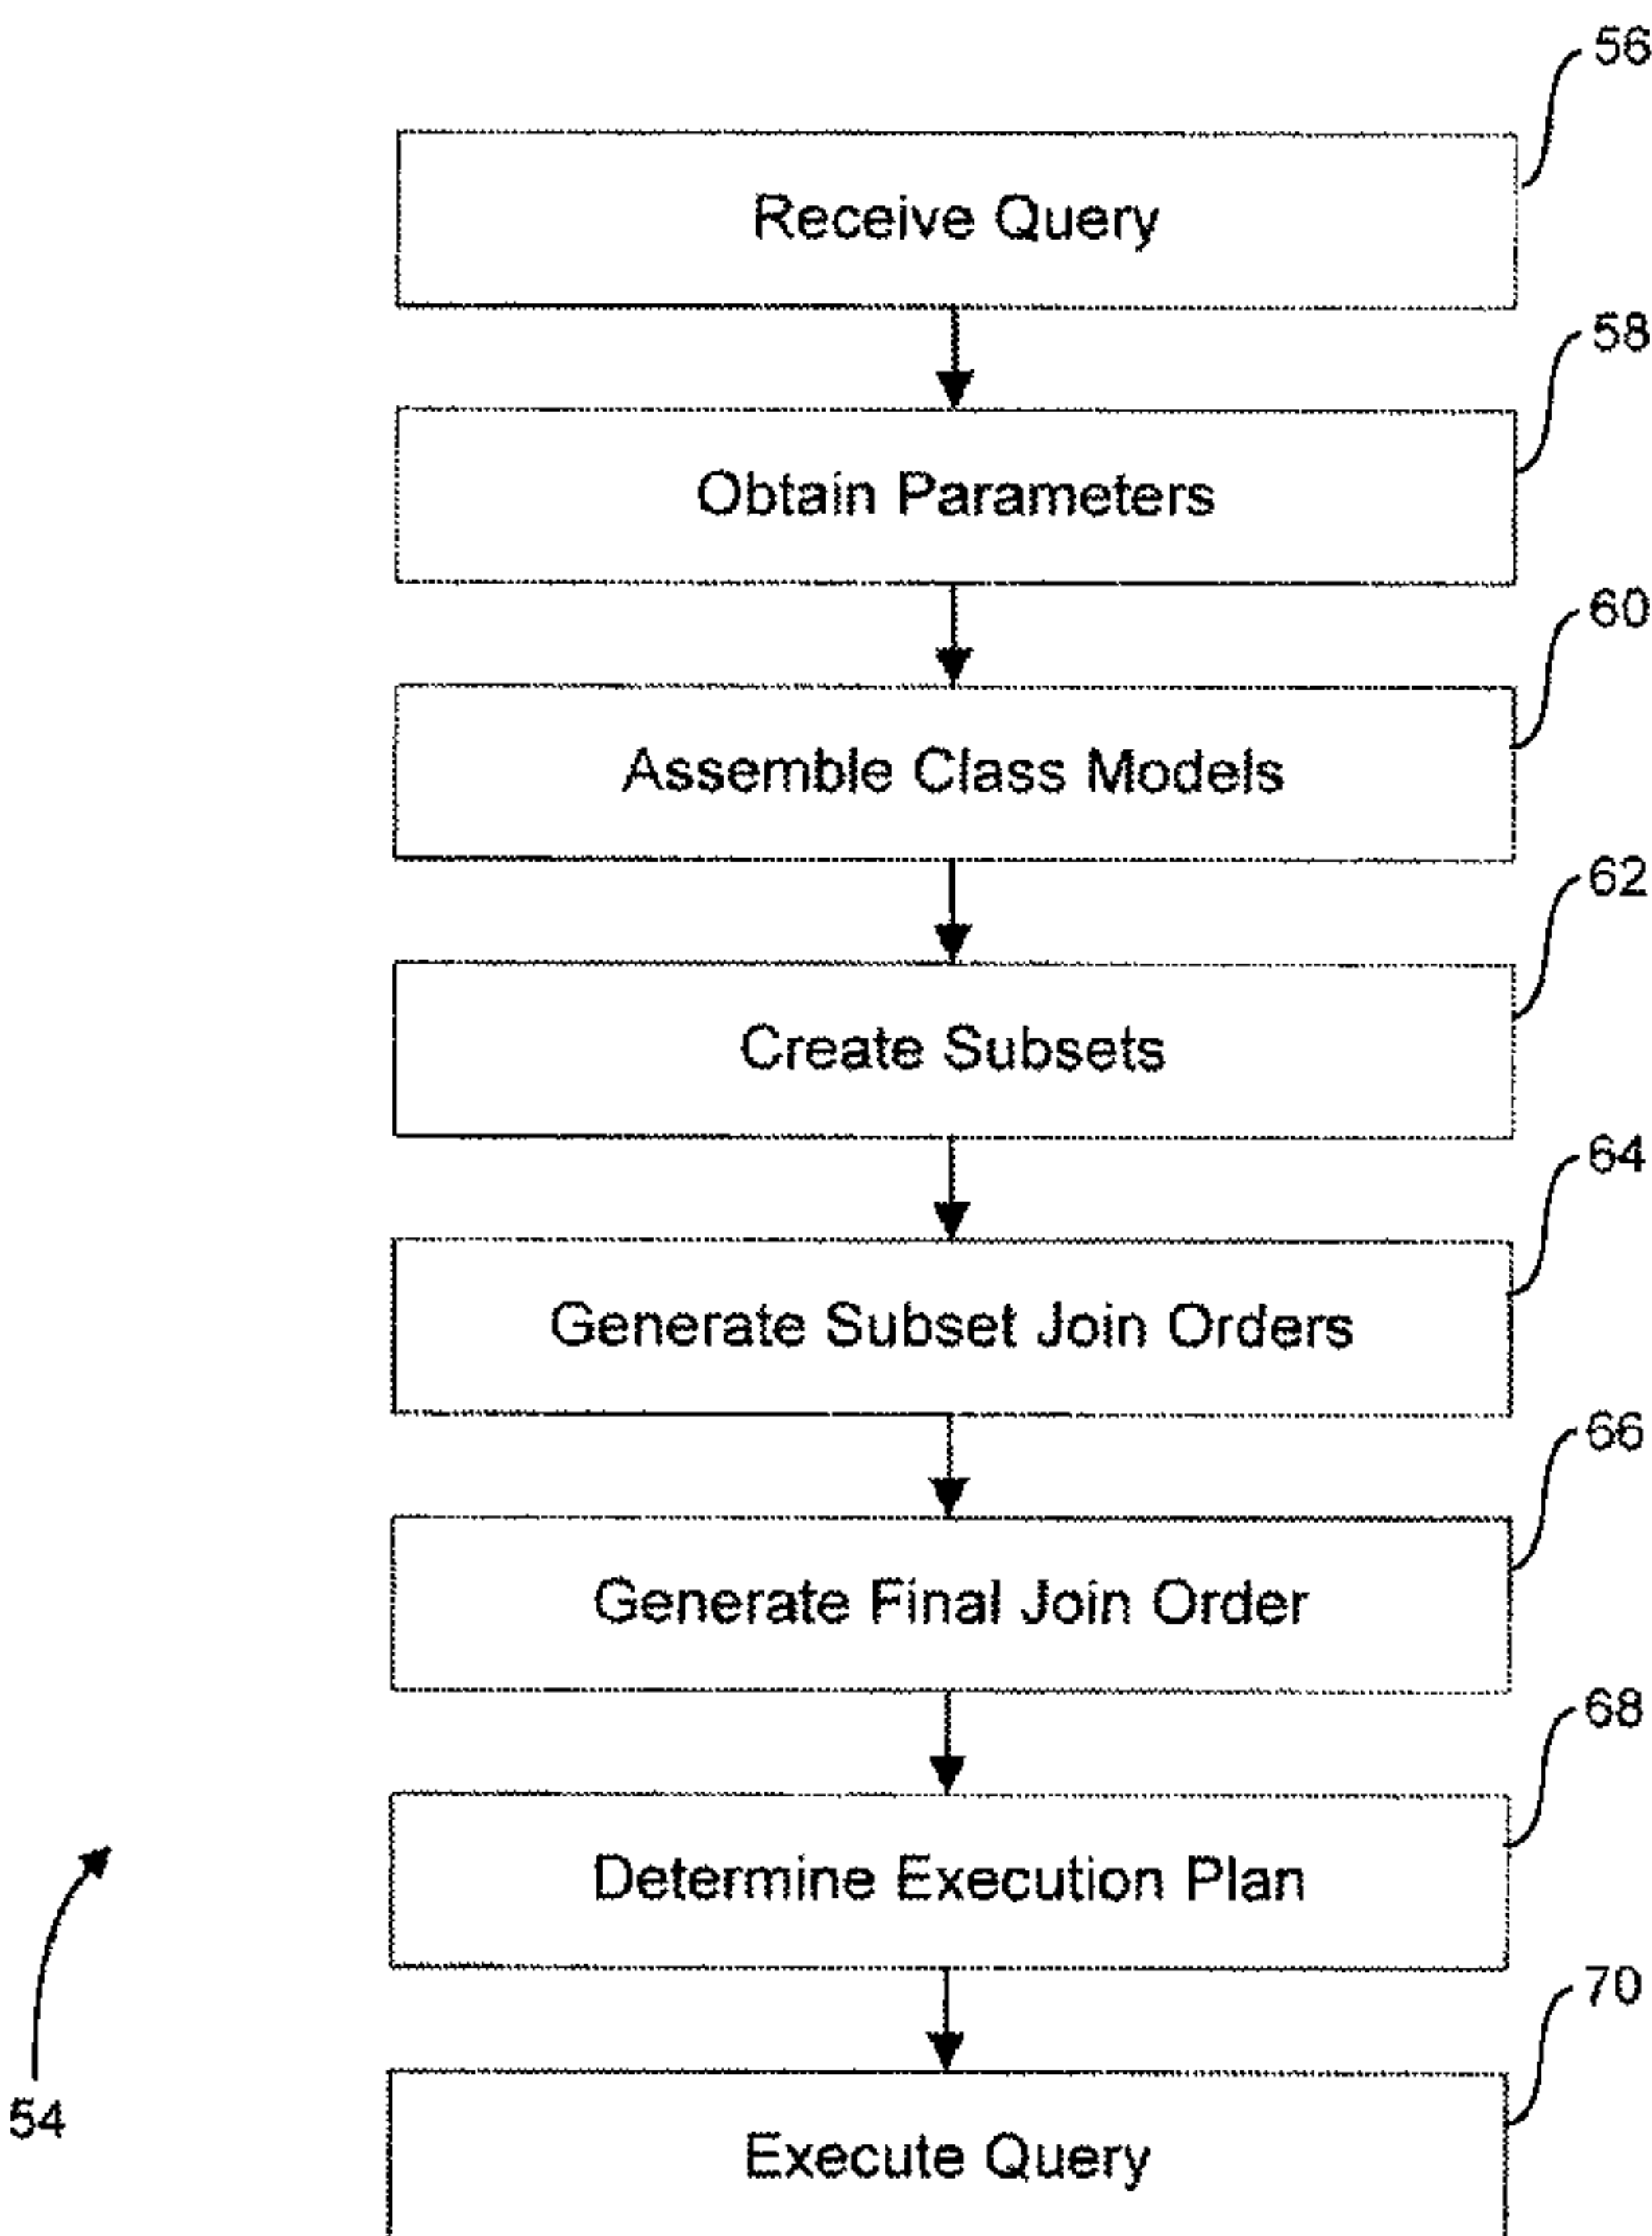 56
Receive Query
58
Obtain Parameters
60
Assemble Class Models
62
Create Subsets
64
Generate Subset Join Orders
66
Generate Final Join Order
68
Determine Execution Plan
70
54
Execute Query